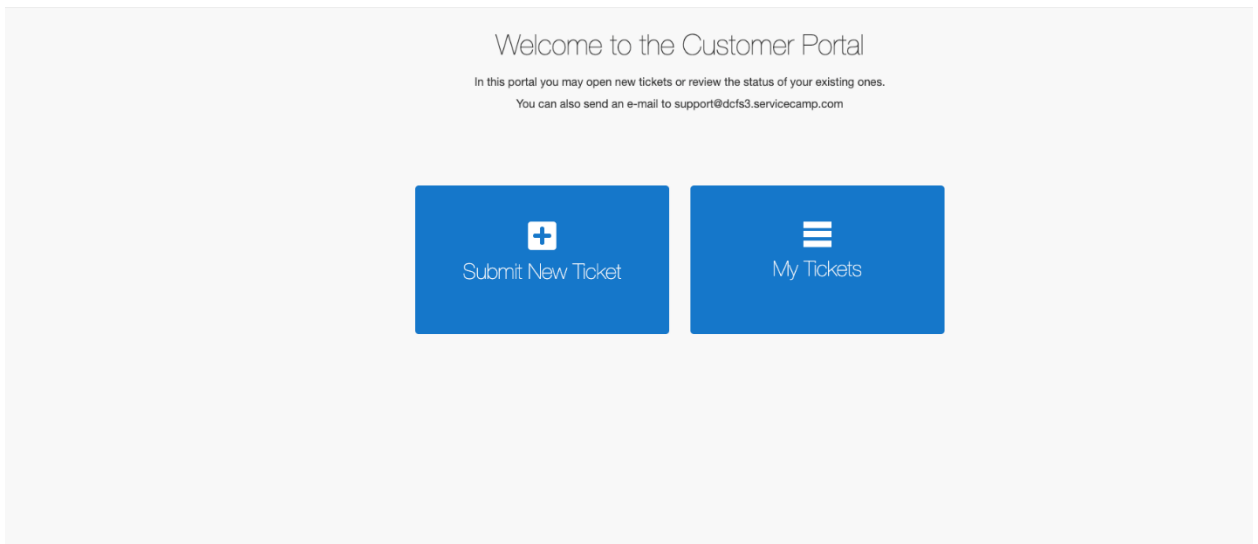 Welcome to the Customer Portal
In this portal you may open new tickets or review the status of your existing ones.
You can also send an e-mail to support@dcfs3.servicecamp.com
Submit New Ticket
My Tickets